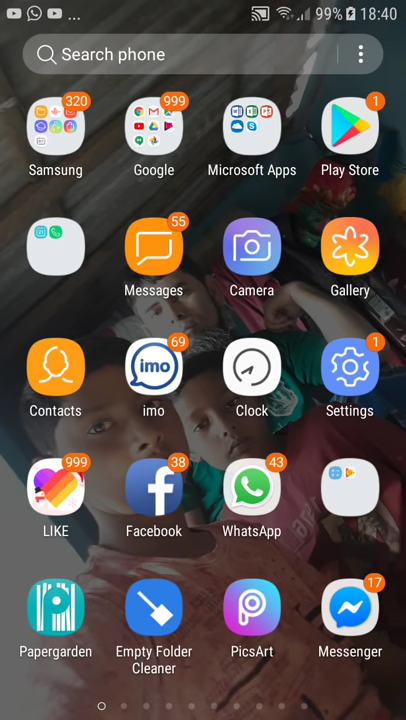 ... 99% 18:40
Search phone
320 999 1
Samsung Google Microsoft Apps Play Store
55
Messages Camera Gallery
69 1
imo
Contacts imo Clock Settings
999 38 43
LIKE Facebook WhatsApp
17
Papergarden Empty Folder Cleaner PicsArt Messenger